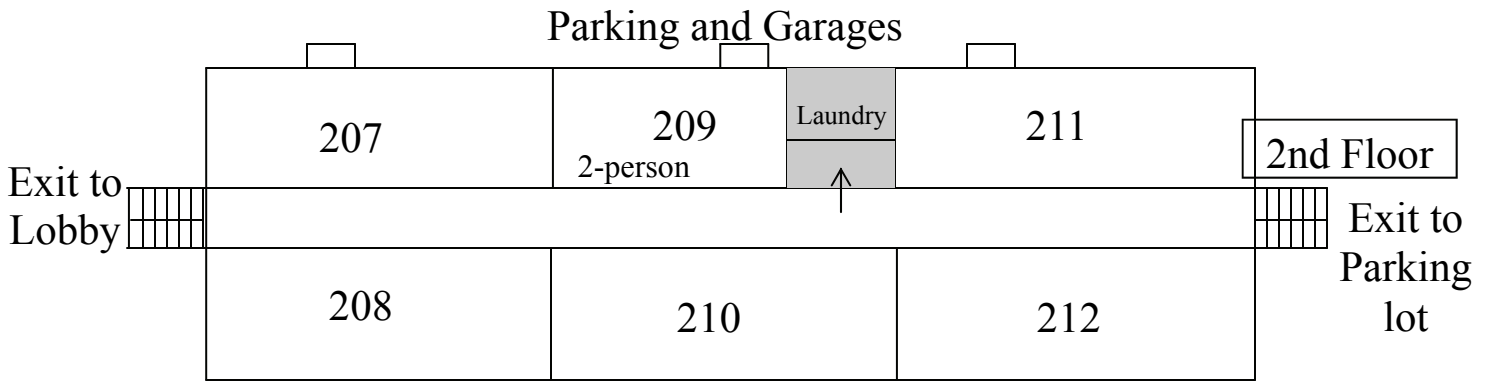 Parking and Garages
207
209
2-person
Laundry
211
2nd Floor
Exit to
Lobby
Exit to
Parking
lot
208
210
212